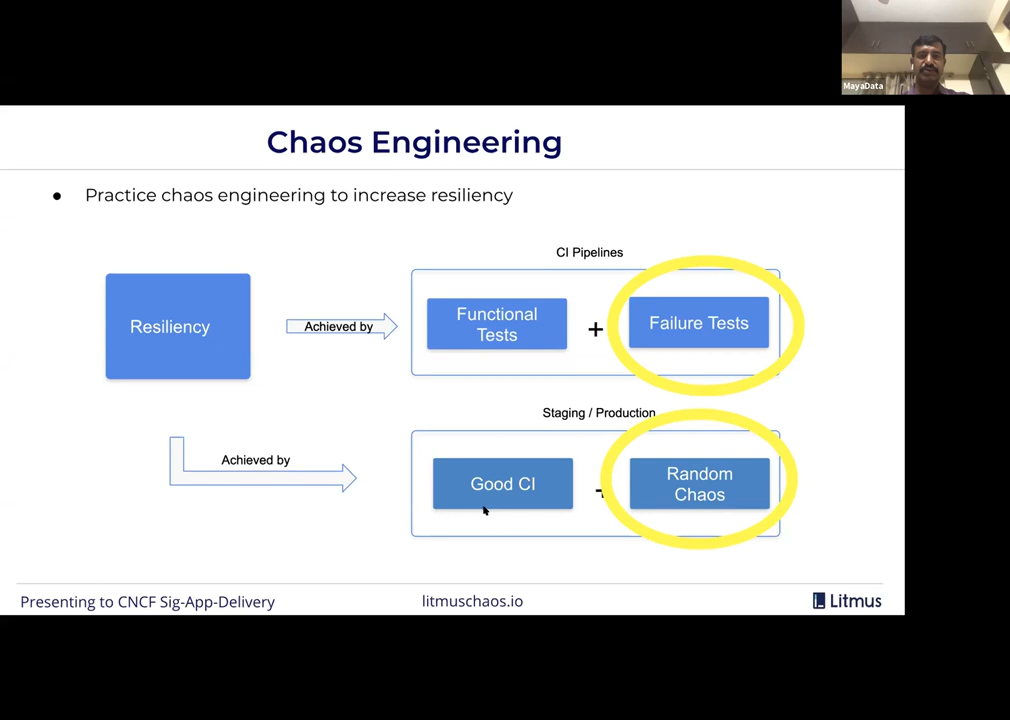 MayaData
Chaos Engineering
● Practice chaos engineering to increase resiliency
CI Pipelines
Resiliency
Achieved by
Functional
Tests
+
Failure Tests
Staging / Production
Achieved by
Good CI
+
Random
Chaos
Presenting to CNCF Sig-App-Delivery
litmuschaos.io
Litmus